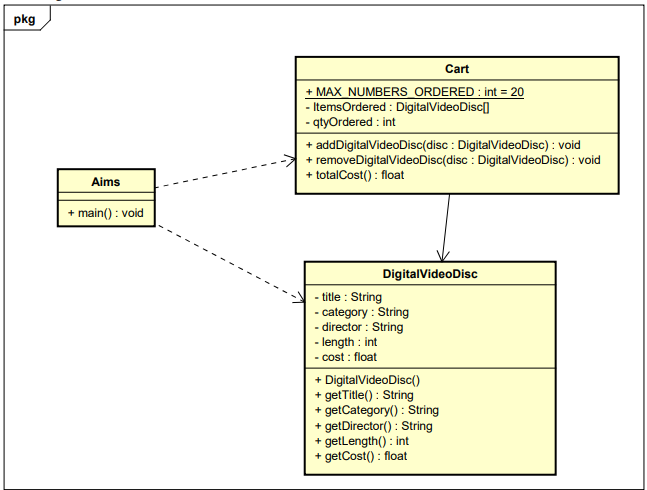 pkg
Cart
+ MAX_NUMBERS_ORDERED : int = 20
- ItemsOrdered : DigitalVideoDisc[]
- qtyOrdered : int
+ addDigitalVideoDisc(disc : DigitalVideoDisc) : void
+ removeDigitalVideoDisc(disc : DigitalVideoDisc) : void
+ totalCost() : float
Aims
+ main() : void
DigitalVideoDisc
- title : String
- category : String
- director : String
- length : int
- cost : float
+ DigitalVideoDisc()
+ getTitle() : String
+ getCategory() : String
+ getDirector() : String
+ getLength() : int
+ getCost() : float